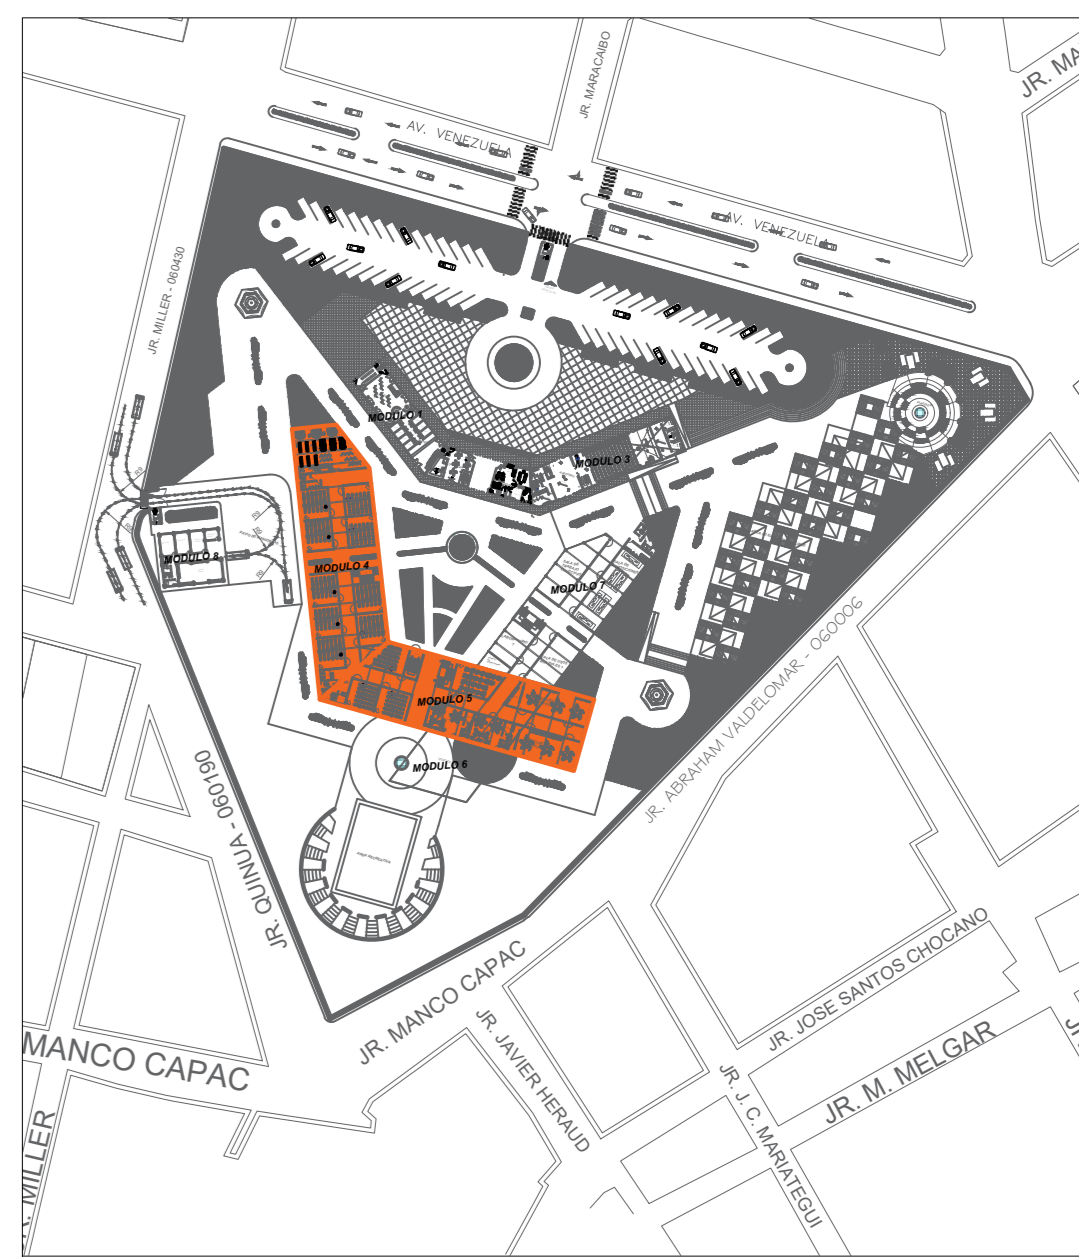 JR. MARACAIBO
JR. MA
AV. VENEZUELA
AV. VENEZUELA
JR. MILLER - 060430
MODULO 1
MODULO 3
MODULO 8
MODULO 4
MODULO 7
MODULO 5
MODULO 6
JR. QUINUA - 060190
JR. ABRAHAM VALDELOMAR - 060006
JR. MANCO CAPAC
MANCO CAPAC
JR. JAVIER HERAUD
JR. JOSE SANTOS CHOCANO
JR. M. MELGAR
JR. J. C. MARIATEGUI
JR. MILLER